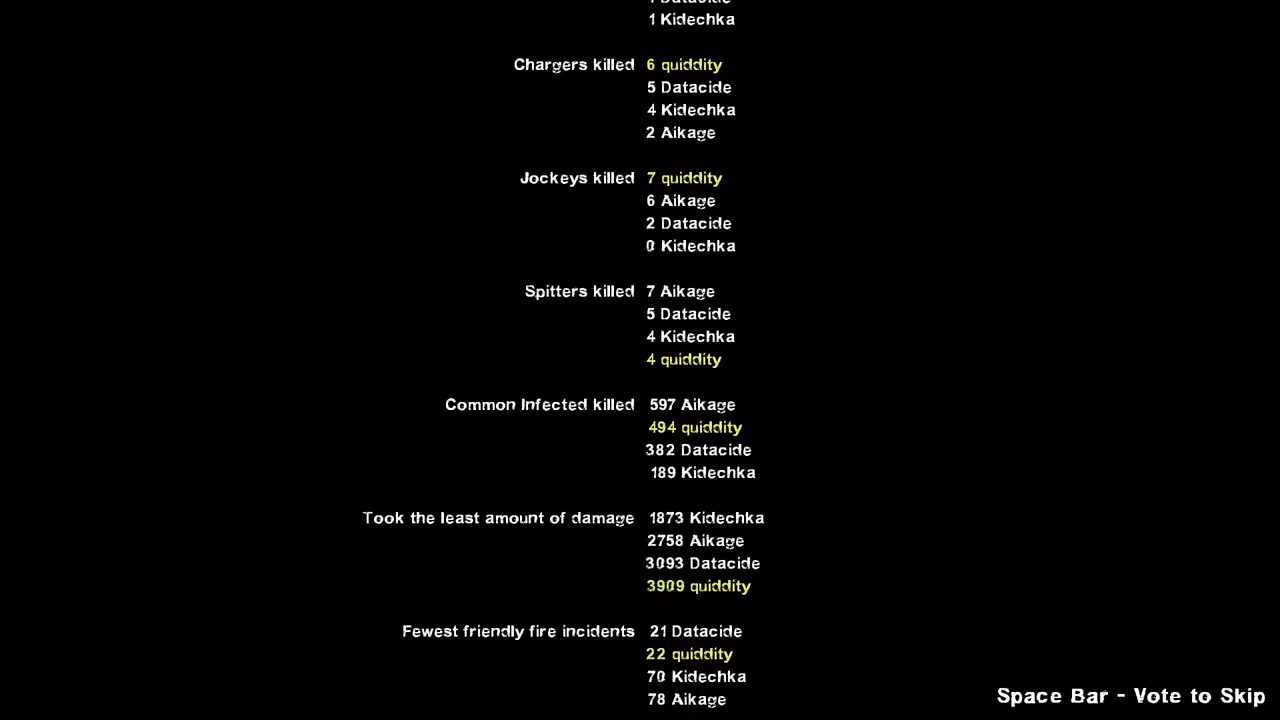 1 Datacide
1 Kidechka
Chargers killed 6 quiddity
5 Datacide
4 Kidechka
2 Aikage
Jockeys killed 7 quiddity
6 Aikage
2 Datacide
0 Kidechka
Spitters killed 7 Aikage
5 Datacide
4 Kidechka
4 quiddity
Common Infected killed 597 Aikage
494 quiddity
382 Datacide
189 Kidechka
Took the least amount of damage 1873 Kidechka
2758 Aikage
3093 Datacide
3909 quiddity
Fewest friendly fire incidents 21 Datacide
22 quiddity
70 Kidechka
78 Aikage
Space Bar - Vote to Skip